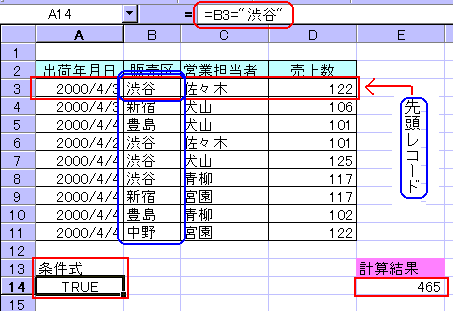 A14 = =B3="渋谷"
A B C D E
1
2 出荷年月日 販売区 営業担当者 売上数
3 2000/4/3 渋谷 佐々木 122
4 2000/4/3 新宿 犬山 106
5 2000/4/4 豊島 犬山 101
6 2000/4/2 渋谷 佐々木 101
7 2000/4/4 渋谷 犬山 125
8 2000/4/4 渋谷 青柳 117
9 2000/4/4 新宿 宮園 117
10 2000/4/4 豊島 青柳 102
11 2000/4/4 中野 宮園 122
先頭レコード
12
13 条件式 計算結果
14 TRUE 465
15